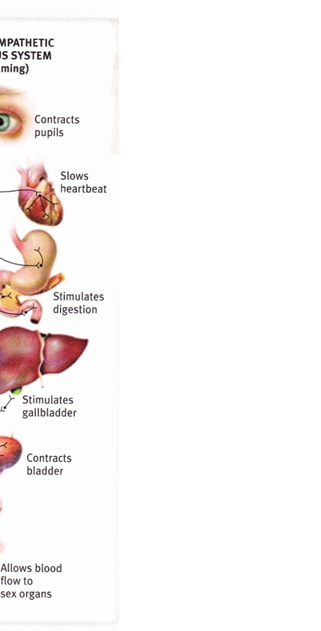 MPATHETIC
US SYSTEM
ming)
Contracts
pupils
Slows
heartbeat
Stimulates
digestion
Stimulates
gallbladder
Contracts
bladder
Allows blood
flow to
sex organs